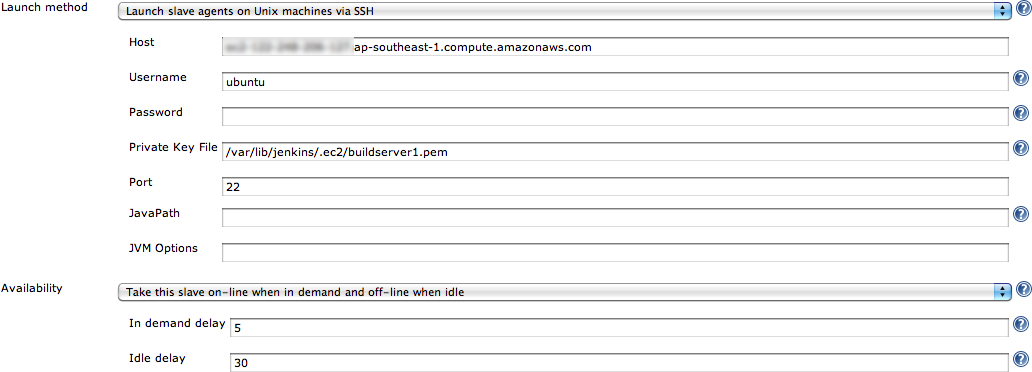 Launch method Launch slave agents on Unix machines via SSH
Host .ap-southeast-1.compute.amazonaws.com
Username ubuntu
Password
Private Key File /var/lib/jenkins/.ec2/buildserver1.pem
Port 22
JavaPath
JVM Options
Availability Take this slave on-line when in demand and off-line when idle
In demand delay 5
Idle delay 30